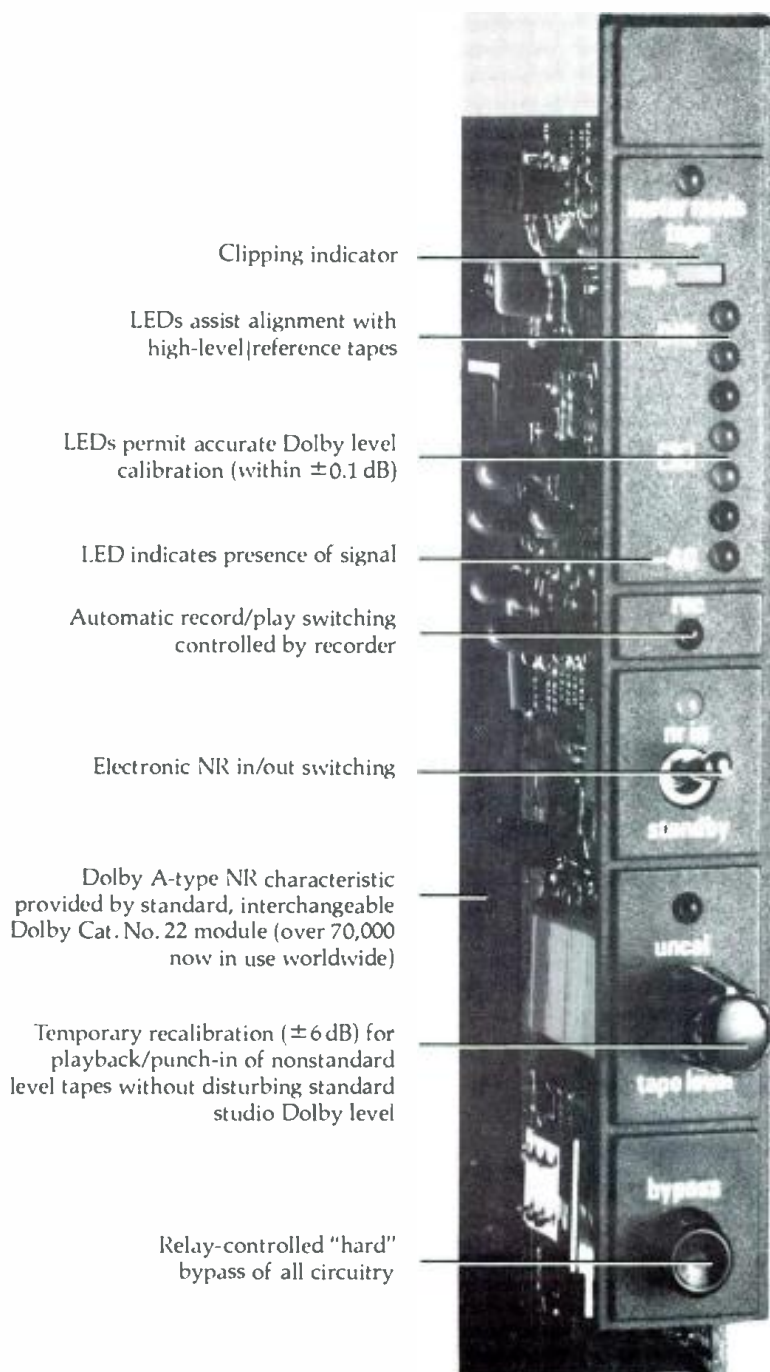 Clipping indicator
LEDs assist alignment with
high-level reference tapes
LEDs permit accurate Dolby level
calibration (within ±0.1 dB)
LED indicates presence of signal
Automatic record/play switching
controlled by recorder
Electronic NR in/out switching
Dolby A-type NR characteristic
provided by standard, interchangeable
Dolby Cat. No. 22 module (over 70,000
now in use worldwide)
Temporary recalibration (±6 dB) for
playback/punch-in of nonstandard
level tapes without disturbing standard
studio Dolby level
Relay-controlled "hard"
bypass of all circuitry
tape
clip
-40
rec
nr in
standby
uncal
tape level
bypass